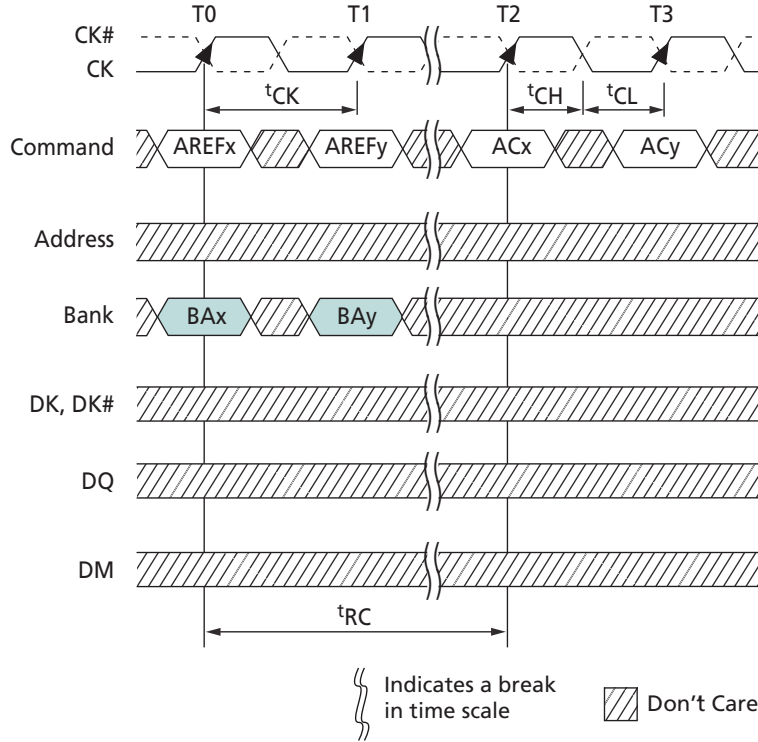 T0 T1 T2 T3
CK#
CK
tCK tCH tCL
Command AREFx AREFy ACx ACy
Address
Bank BAx BAy
DK, DK#
DQ
DM
tRC
Indicates a break
in time scale
Don't Care